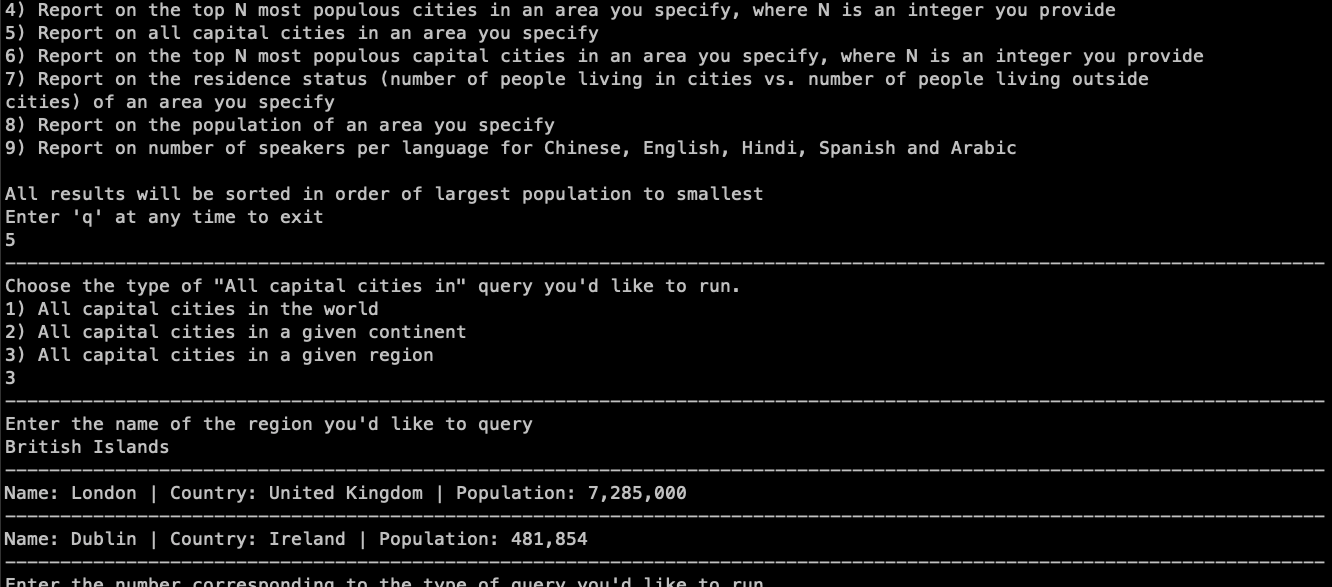 4) Report on the top N most populous cities in an area you specify, where N is an integer you provide
5) Report on all capital cities in an area you specify
6) Report on the top N most populous capital cities in an area you specify, where N is an integer you provide
7) Report on the residence status (number of people living in cities vs. number of people living outside
cities) of an area you specify
8) Report on the population of an area you specify
9) Report on number of speakers per language for Chinese, English, Hindi, Spanish and Arabic
All results will be sorted in order of largest population to smallest
Enter 'q' at any time to exit
5
Choose the type of "All capital cities in" query you'd like to run.
1) All capital cities in the world
2) All capital cities in a given continent
3) All capital cities in a given region
3
Enter the name of the region you'd like to query
British Islands
Name: London | Country: United Kingdom | Population: 7,285,000
Name: Dublin | Country: Ireland | Population: 481,854
Enter the number corresponding to the type of query you'd like to run